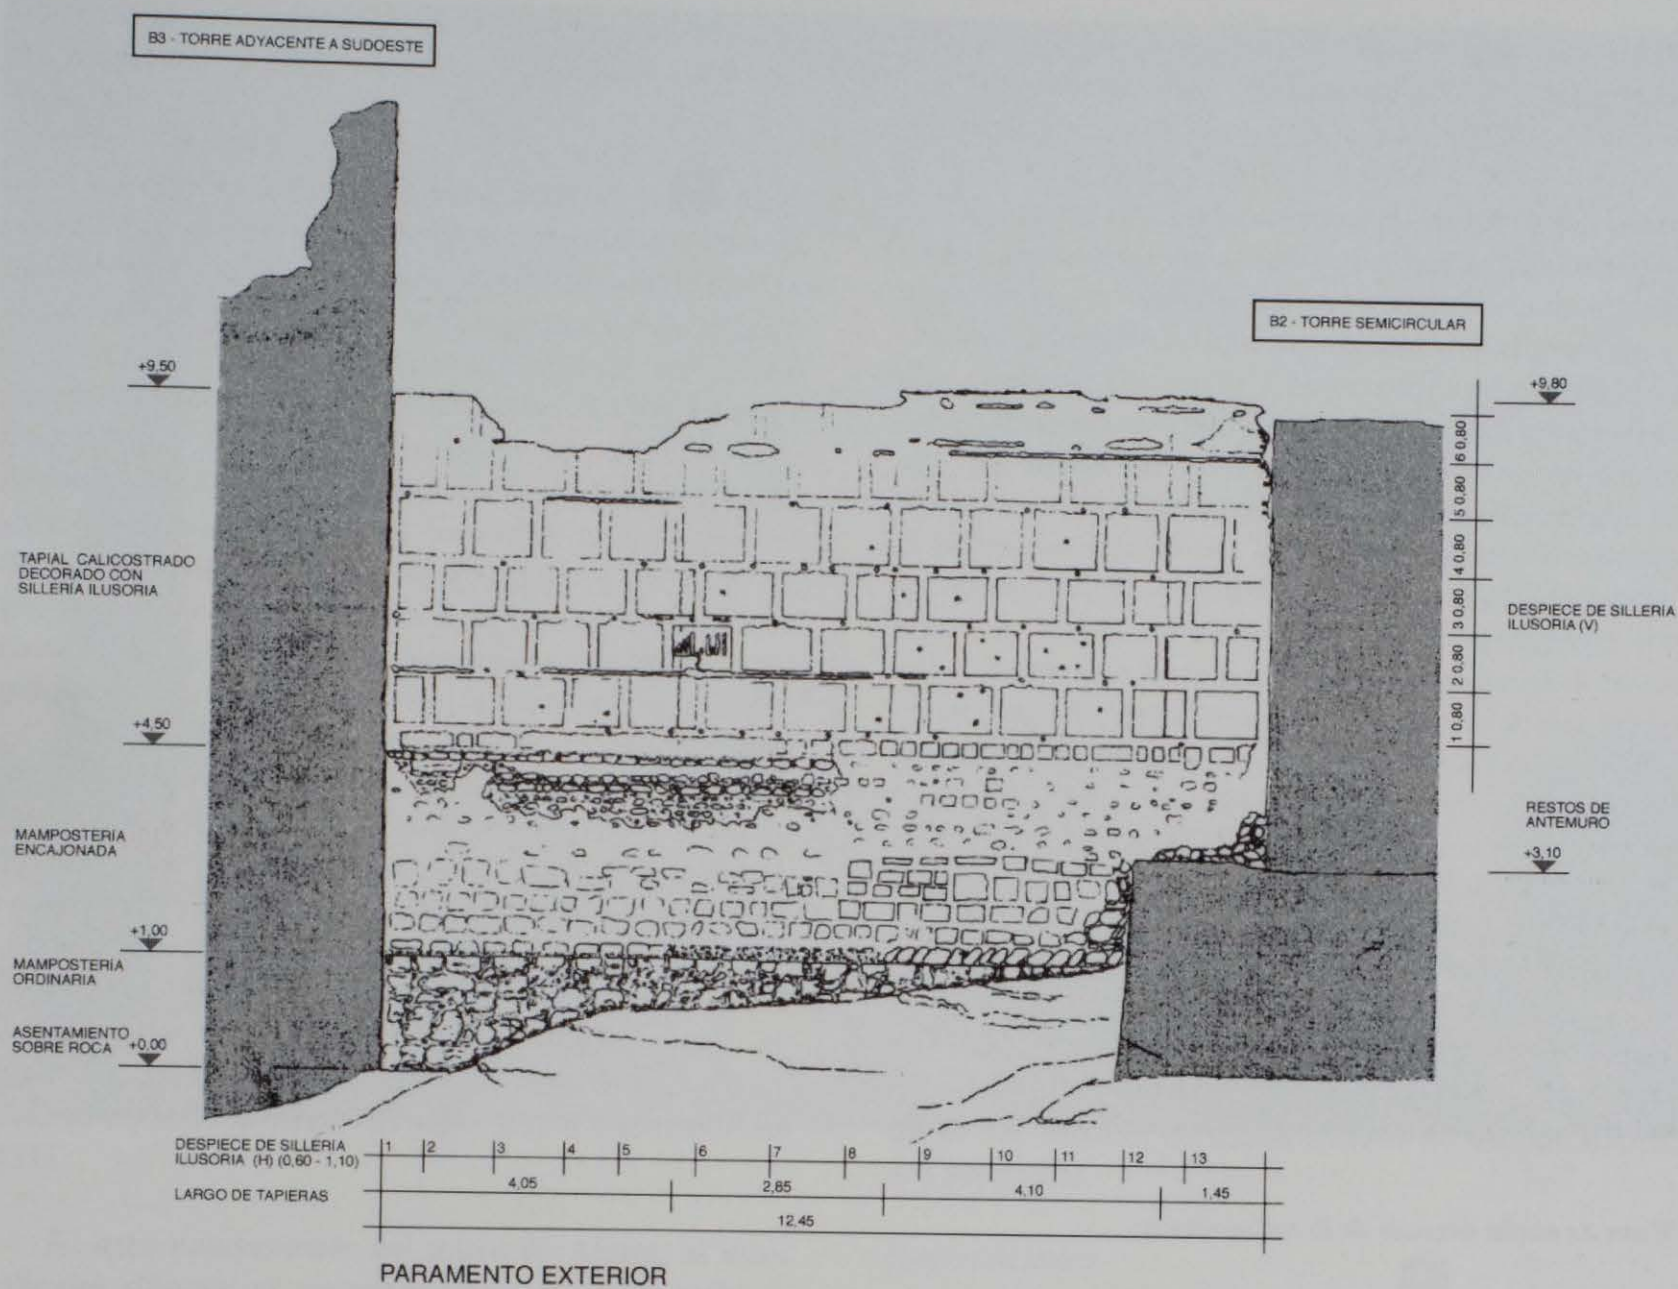 B3 - TORRE ADYACENTE A SUDOESTE
B2 - TORRE SEMICIRCULAR
+9,50
+9,80
TAPIAL CALICOSTRADO
DECORADO CON
SILLERIA ILUSORIA
6 0,80
5 0,80
4 0,80
3 0,80
2 0,80
1 0,80
DESPIECE DE SILLERIA
ILUSORIA (V)
+4,50
RESTOS DE
ANTEMURO
+3,10
MAMPOSTERIA
ENCAJONADA
+1,00
MAMPOSTERIA
ORDINARIA
ASENTAMIENTO
SOBRE ROCA +0.00
DESPIECE DE SILLERIA
ILUSORIA (H) (0,60 - 1,10)
1 2 3 4 5 6 7 8 9 10 11 12 13
LARGO DE TAPIERAS
4,05 2,85 4,10 1,45
12,45
PARAMENTO EXTERIOR